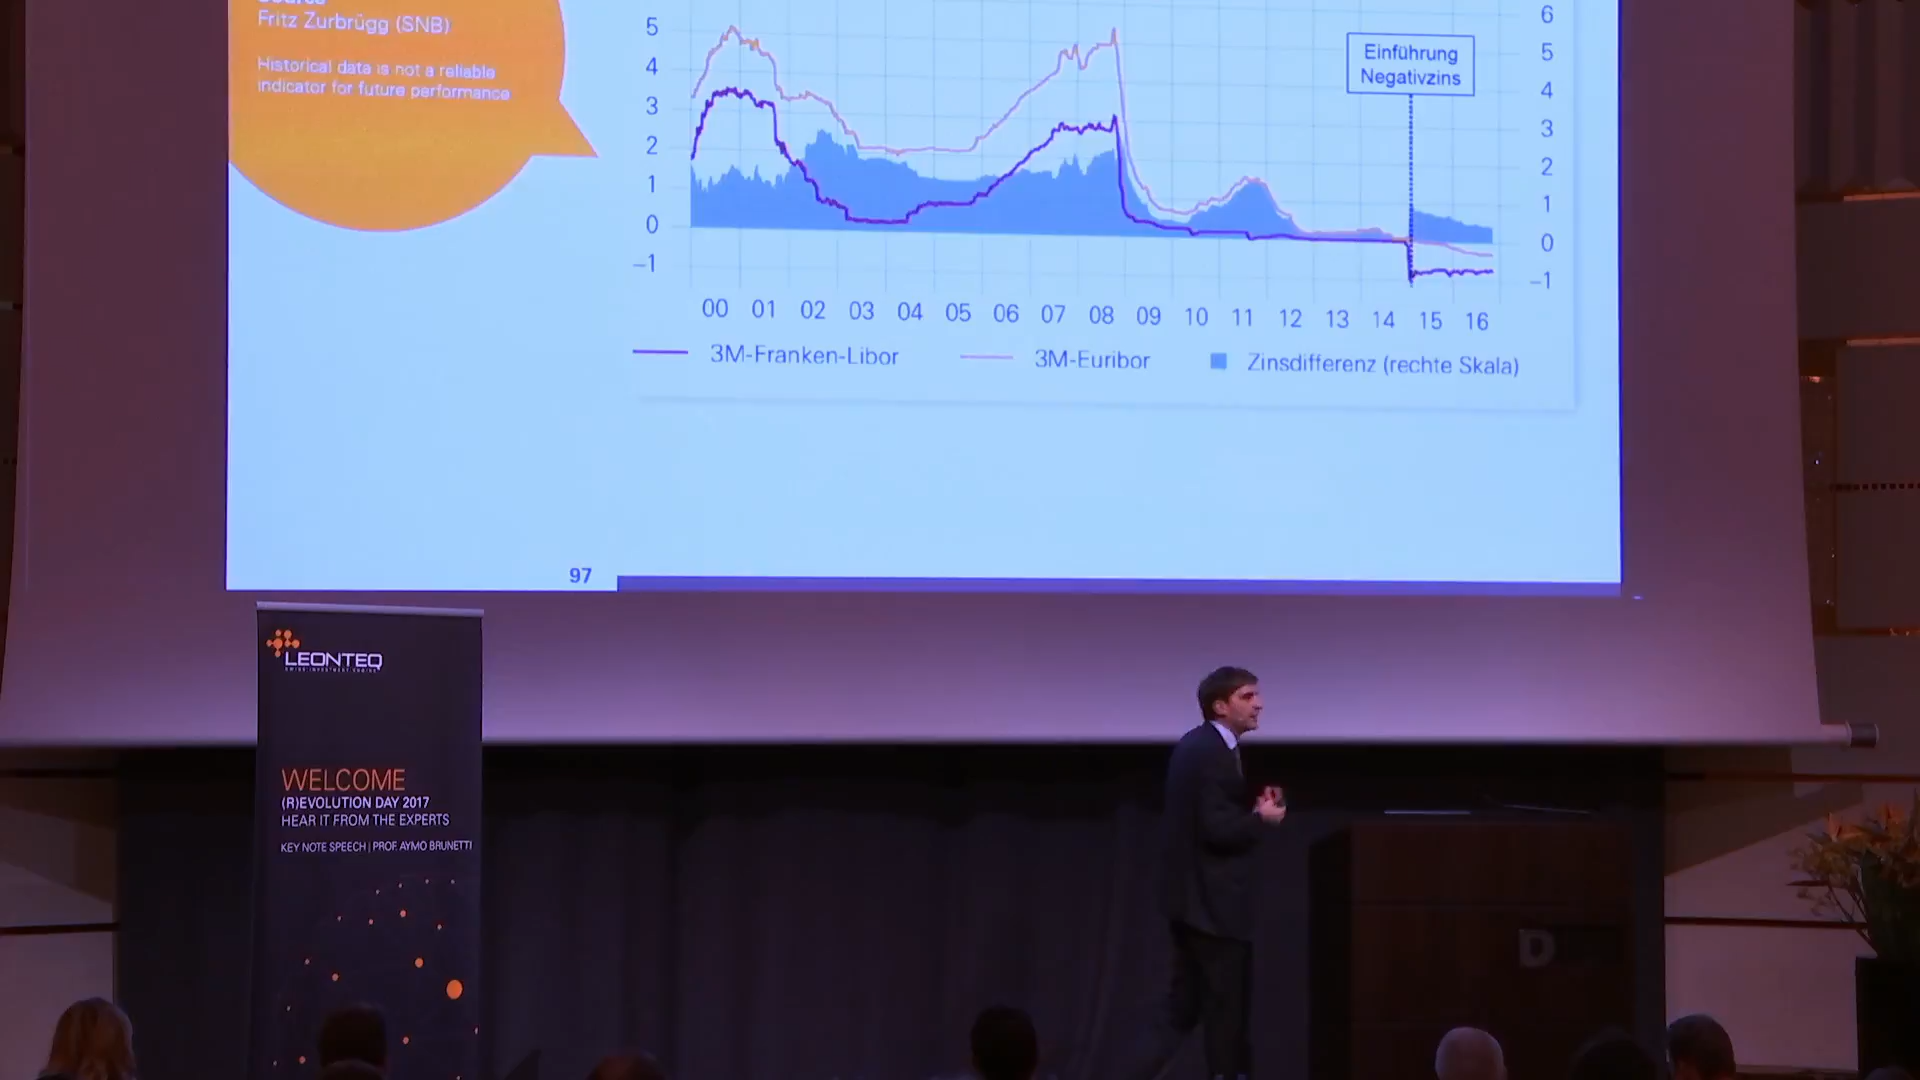 Fritz Zurbrügg (SNB)
Historical data is not a reliable
indicator for future performance
5
4
3
2
1
0
–1
6
5
4
3
2
1
0
–1
Einführung
Negativzins
00 01 02 03 04 05 06 07 08 09 10 11 12 13 14 15 16
3M-Franken-Libor 3M-Euribor Zinsdifferenz (rechte Skala)
97
LEONTEQ
WELCOME
(R)EVOLUTION DAY 2017
HEAR IT FROM THE EXPERTS
KEY NOTE SPEECH | PROF. AYMO BRUNETTI
D